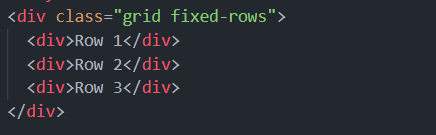 <div class="grid fixed-rows">
  <div>Row 1</div>
  <div>Row 2</div>
  <div>Row 3</div>
</div>